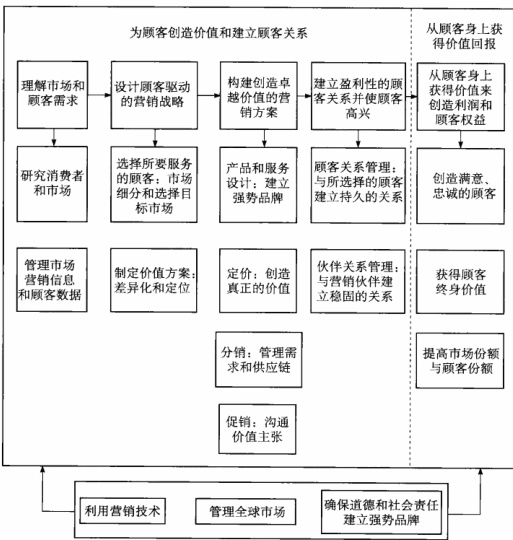 为顾客创造价值和建立顾客关系
从顾客身上获
得价值回报
理解市场和
顾客需求
设计顾客驱动
的营销战略
构建创造卓
越价值的营
销方案
建立盈利性的顾
客关系并使顾客
高兴
从顾客身上
获得价值来
创造利润和
顾客权益
研究消费者
和市场
选择所要服务
的顾客：市场
细分和选择目
标市场
产品和服务
设计：建立
强势品牌
顾客关系管理：
与所选择的顾客
建立持久的关系
创造满意、
忠诚的顾客
管理市场
营销信息
和顾客数据
制定价值方案：
差异化和定位
定价：创造
真正的价值
伙伴关系管理：
与营销伙伴建
立稳固的关系
获得顾客
终身价值
分销：管理需
求和供应链
提高市场份额
与顾客份额
促销：沟通
价值主张
利用营销技术
管理全球市场
确保道德和社会责任
建立强势品牌